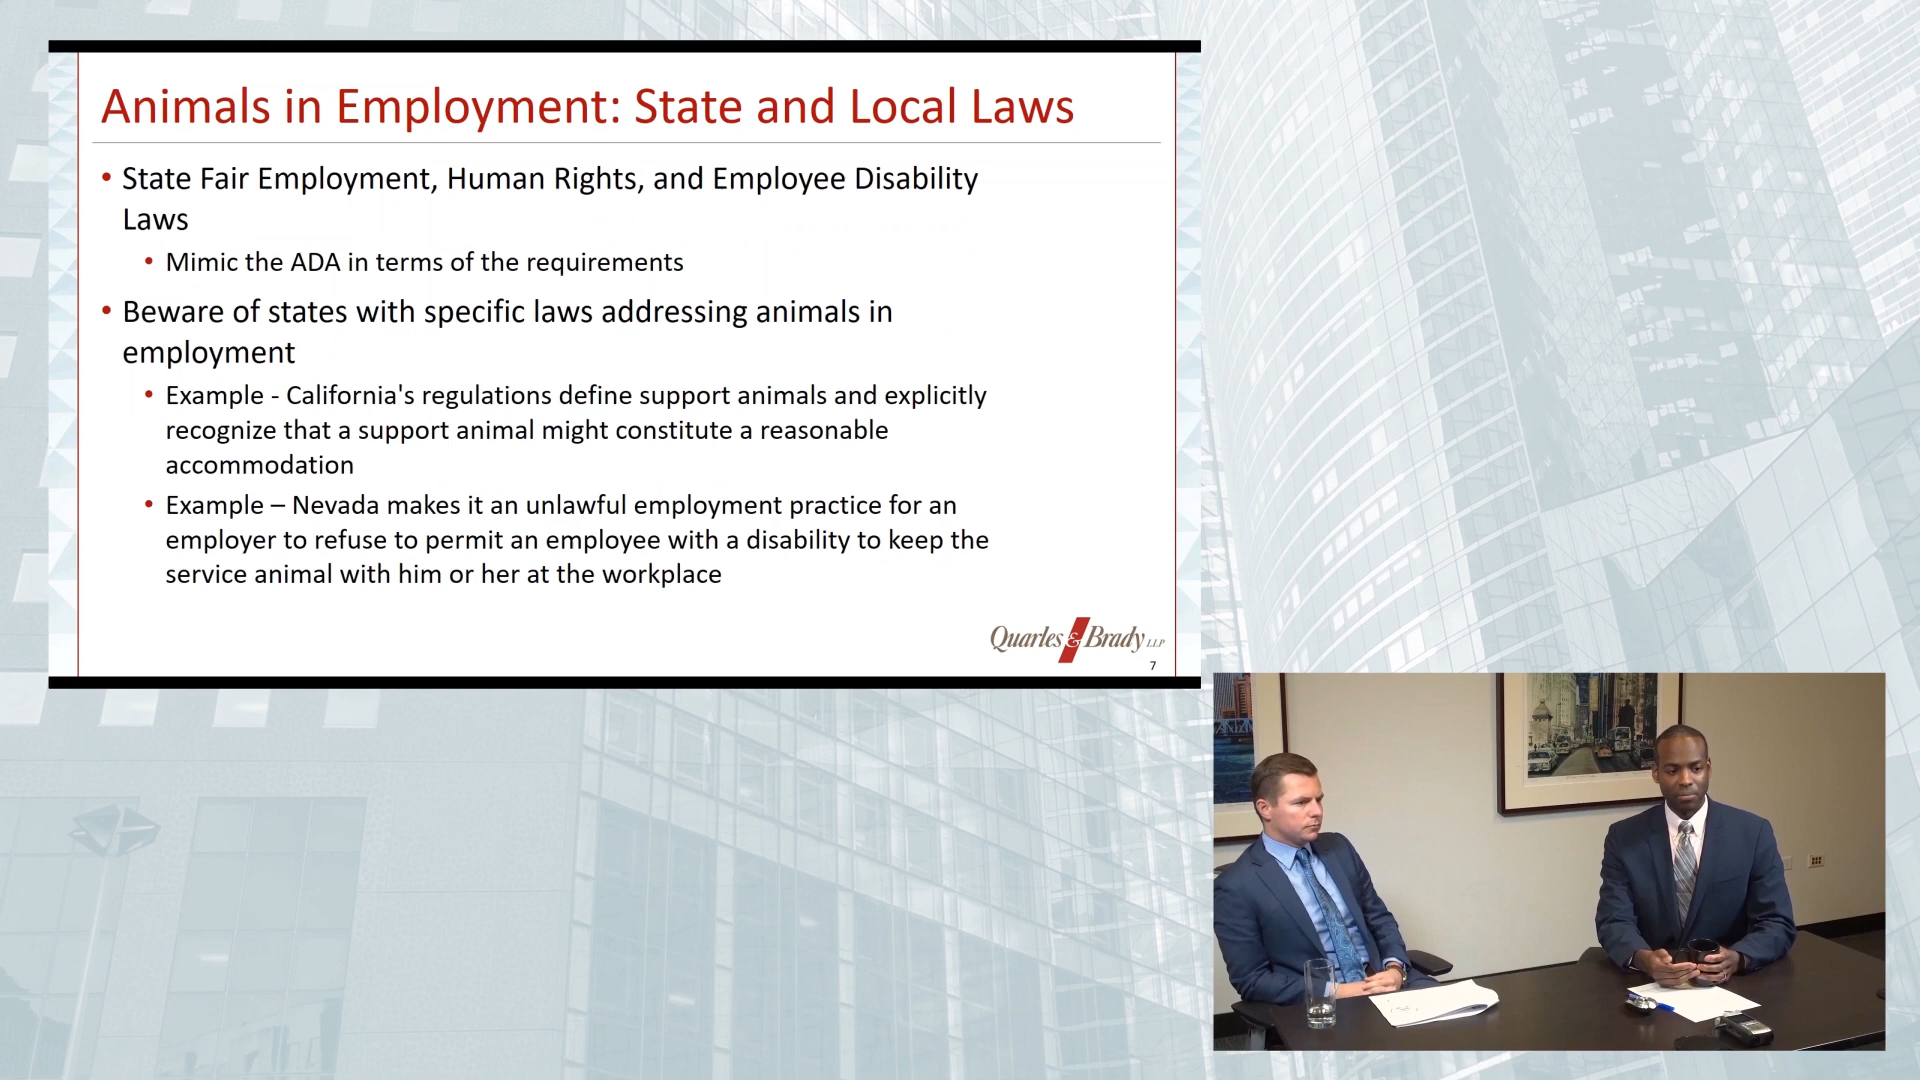 Animals in Employment: State and Local Laws
• State Fair Employment, Human Rights, and Employee Disability
Laws
• Mimic the ADA in terms of the requirements
• Beware of states with specific laws addressing animals in
employment
• Example - California's regulations define support animals and explicitly
recognize that a support animal might constitute a reasonable
accommodation
• Example – Nevada makes it an unlawful employment practice for an
employer to refuse to permit an employee with a disability to keep the
service animal with him or her at the workplace
Quarles & Brady LLP
7